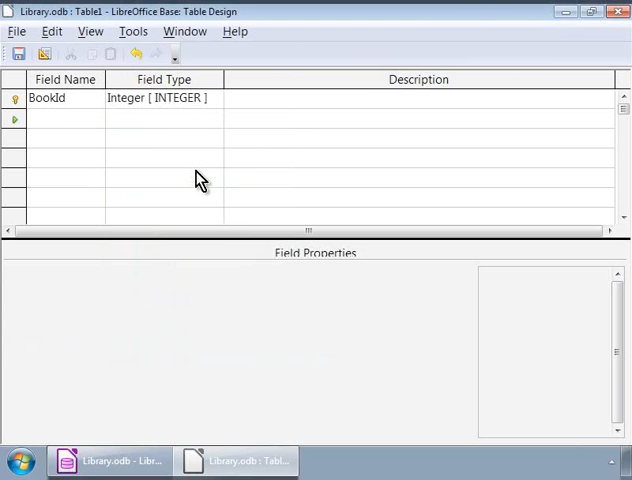 Library.odb : Table1 - LibreOffice Base: Table Design
File Edit View Tools Window Help
Field Name Field Type Description
BookId Integer [ INTEGER ]
Field Properties
Library.odb - Libr... Library.odb : Tabl...